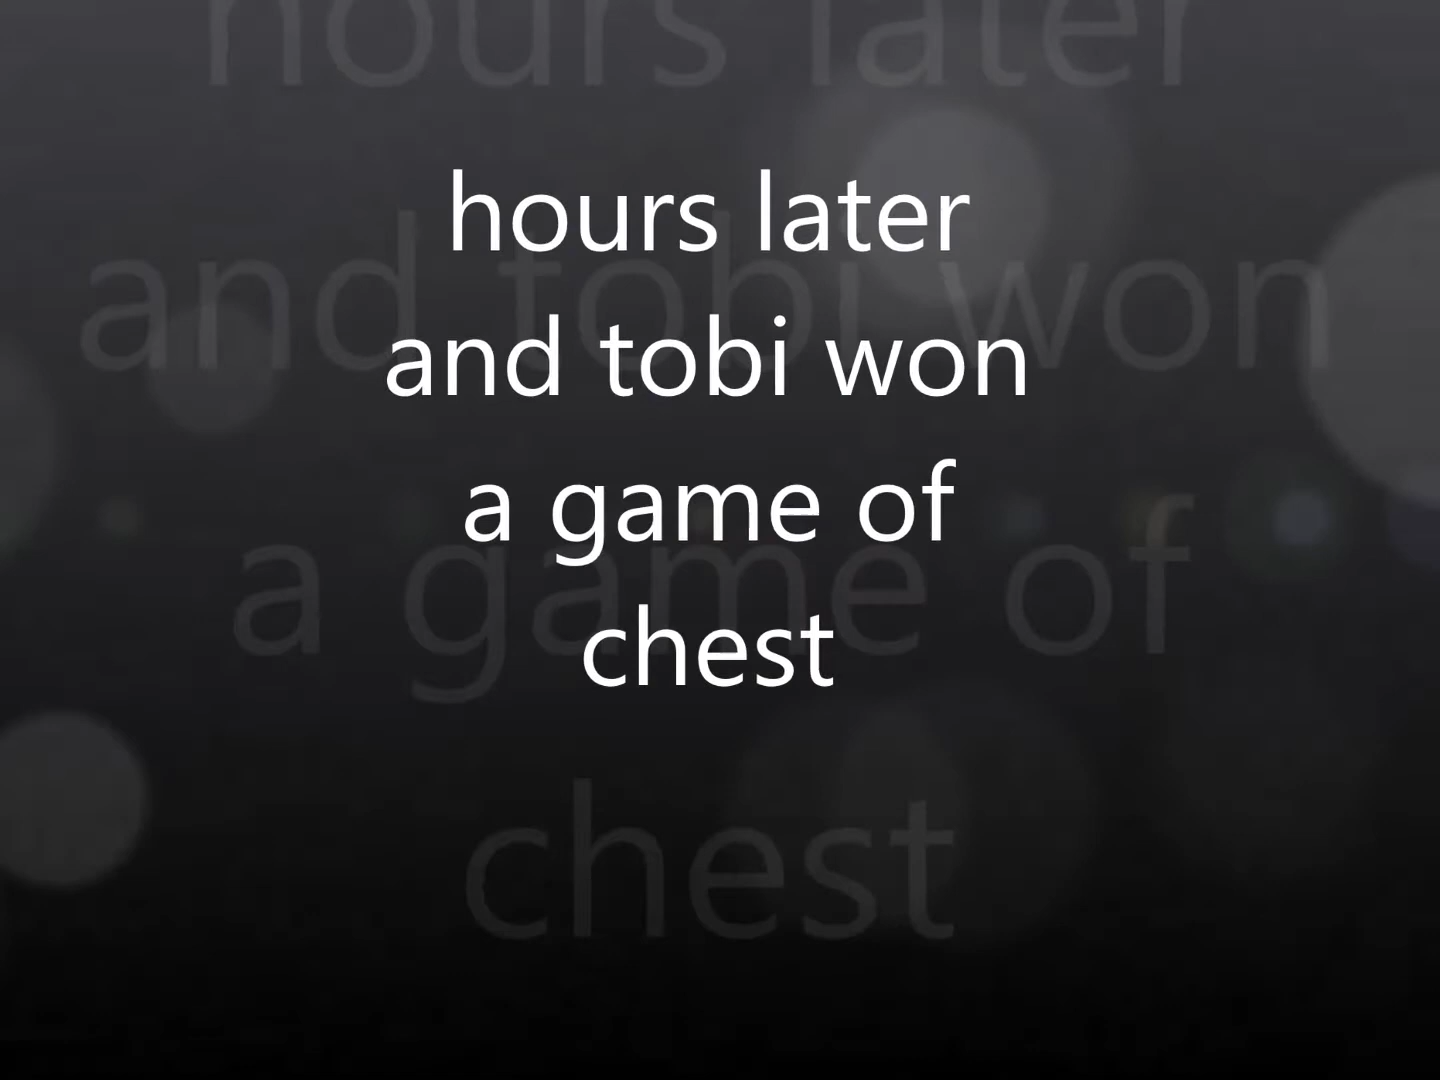 hours later
and tobi won
a game of
chest